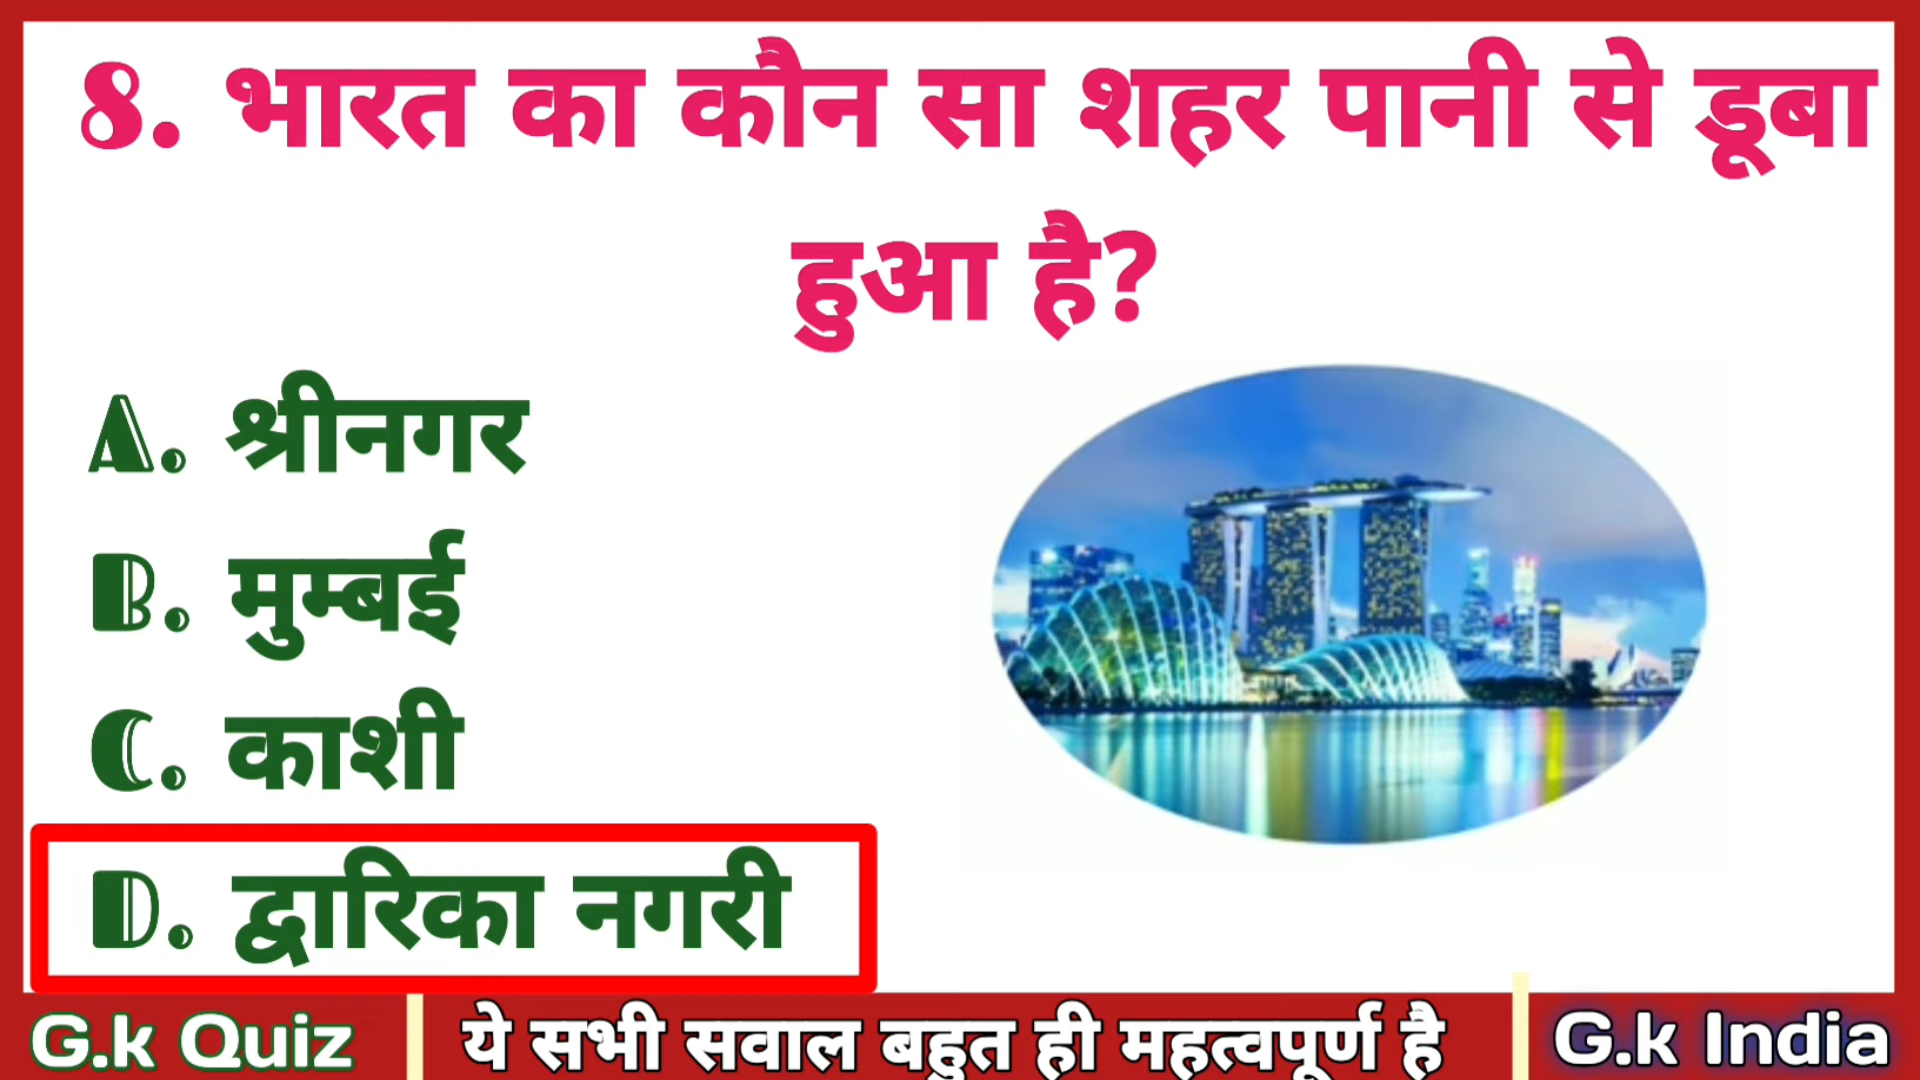 8. भारत का कौन सा शहर पानी से डूबा
हुआ है?
A. श्रीनगर
B. मुम्बई
C. काशी
D. द्वारिका नगरी
G.k Quiz
ये सभी सवाल बहुत ही महत्वपूर्ण है
G.k India